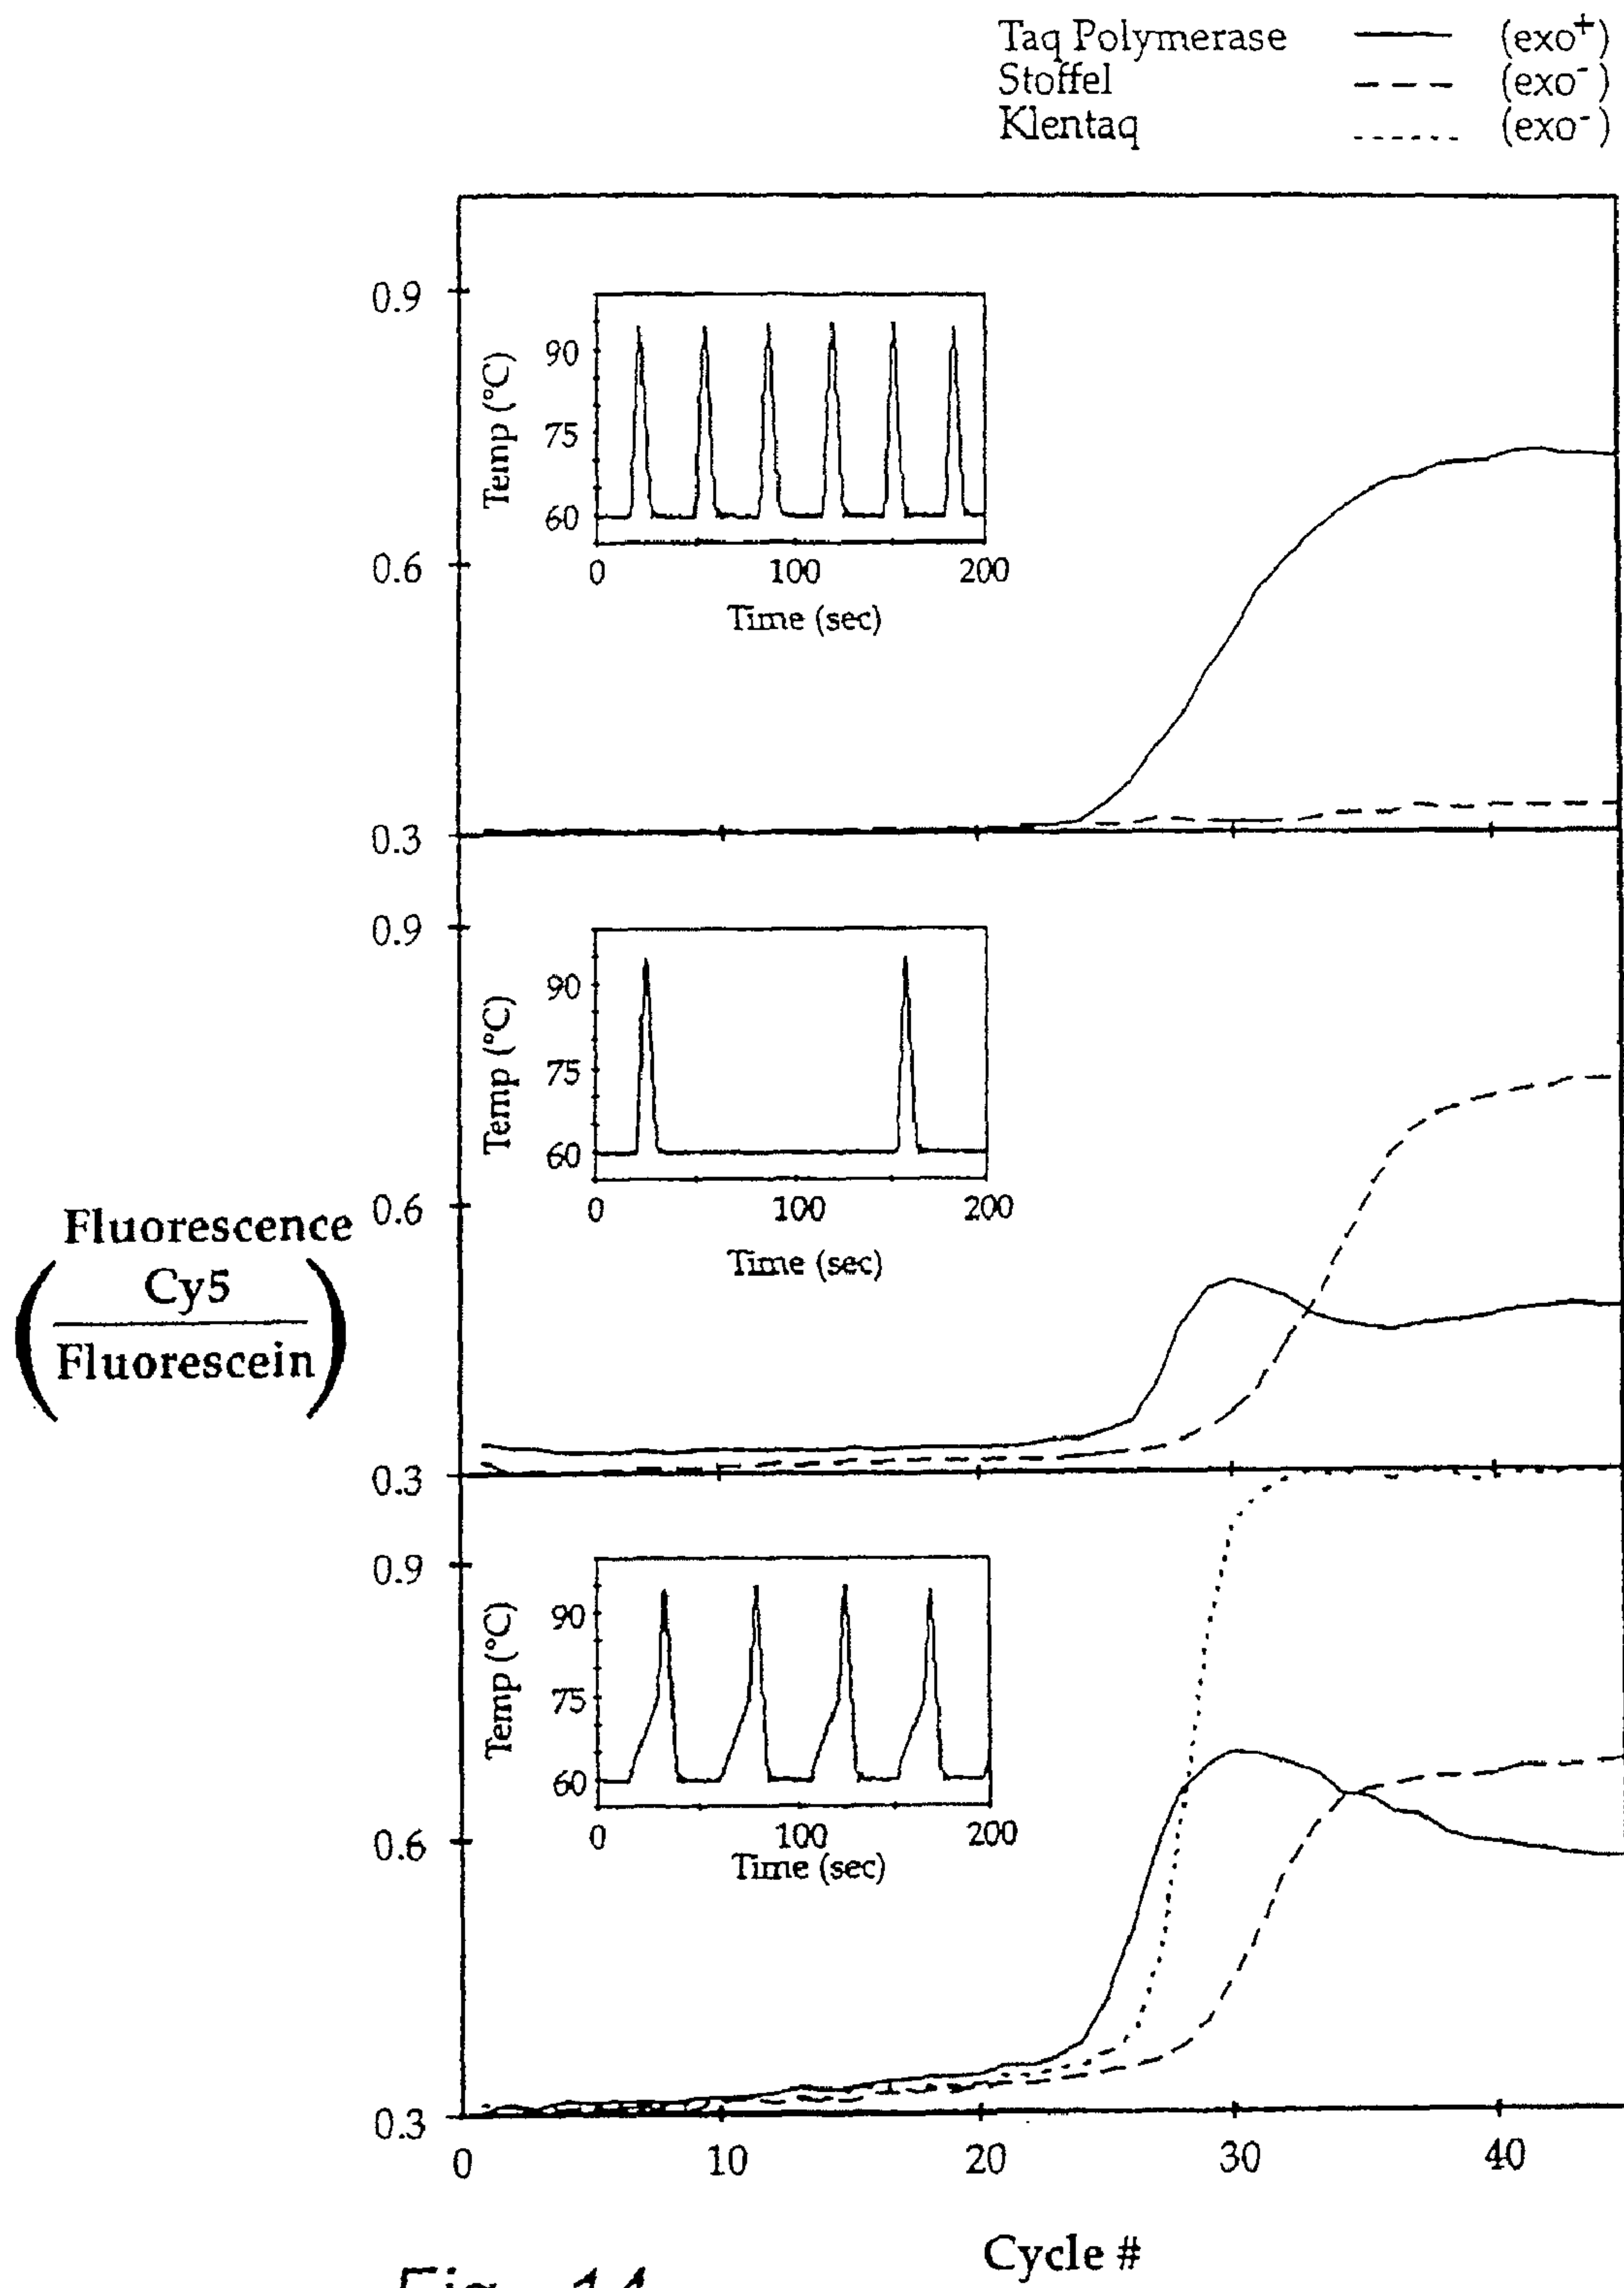 Taq Polymerase (exo⁺)
Stoffel (exo⁻)
Klentaq (exo⁻)
0.9
0.6
0.3
Temp (°C)
90
75
60
0 100 200
Time (sec)
0.9
0.6
0.3
Temp (°C)
90
75
60
0 100 200
Time (sec)
Fluorescence
( Cy5
Fluorescein )
0.9
0.6
0.3
Temp (°C)
90
75
60
0 100 200
Time (sec)
0 10 20 30 40
Cycle #
Fig. 14